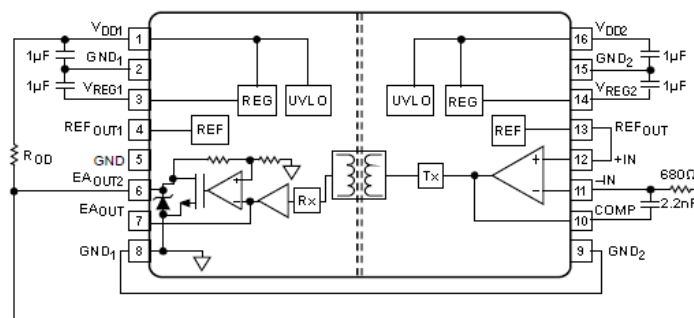 VDD1
1
1µF
GND1
2
1µF
VREG1
3
REG
UVLO
REFOUT1
4
REF
ROD
GND
5
EAOUT2
6
EAOUT
7
Rx
GND1
8
VDD2
16
1µF
GND2
15
1µF
VREG2
14
UVLO
REG
REFOUT
13
REF
+IN
12
680Ω
–IN
11
2.2nF
COMP
10
Tx
GND2
9
+
–
+
–